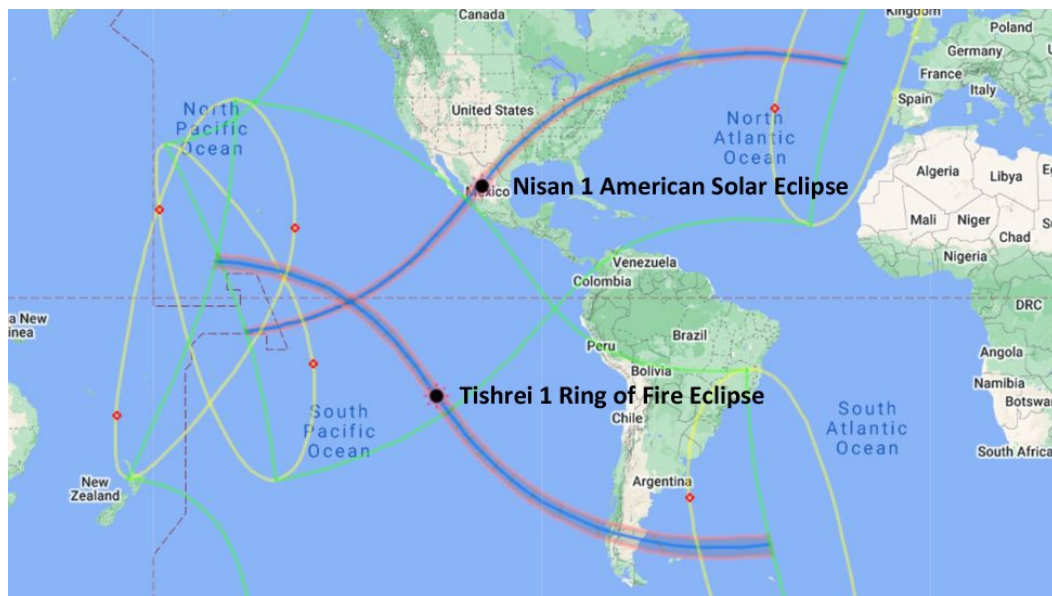 Canada
Kingdom
Poland
Germany
France
Italy
Spain
North
Pacific
Ocean
United States
North
Atlantic
Ocean
Algeria
Libya
Mexico
Nisan 1 American Solar Eclipse
Mali
Niger
Chad
Nigeria
Venezuela
Colombia
DRC
Brazil
Peru
Bolivia
Angola
Namibia
Botsw
Tishrei 1 Ring of Fire Eclipse
South
Pacific
Ocean
Chile
South
Atlantic
Ocean
South Africa
New
Zealand
Argentina
a New
inea